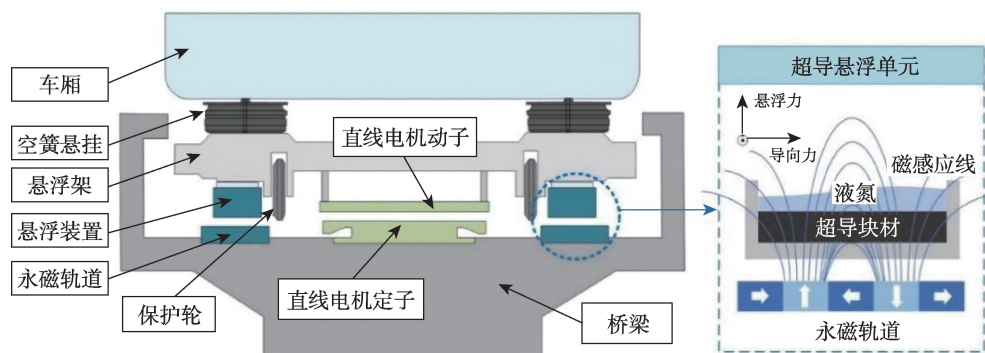 车厢
空簧悬挂
悬浮架
悬浮装置
永磁轨道
保护轮
直线电机动子
直线电机定子
桥梁
超导悬浮单元
悬浮力
导向力
磁感应线
液氮
超导块材
永磁轨道